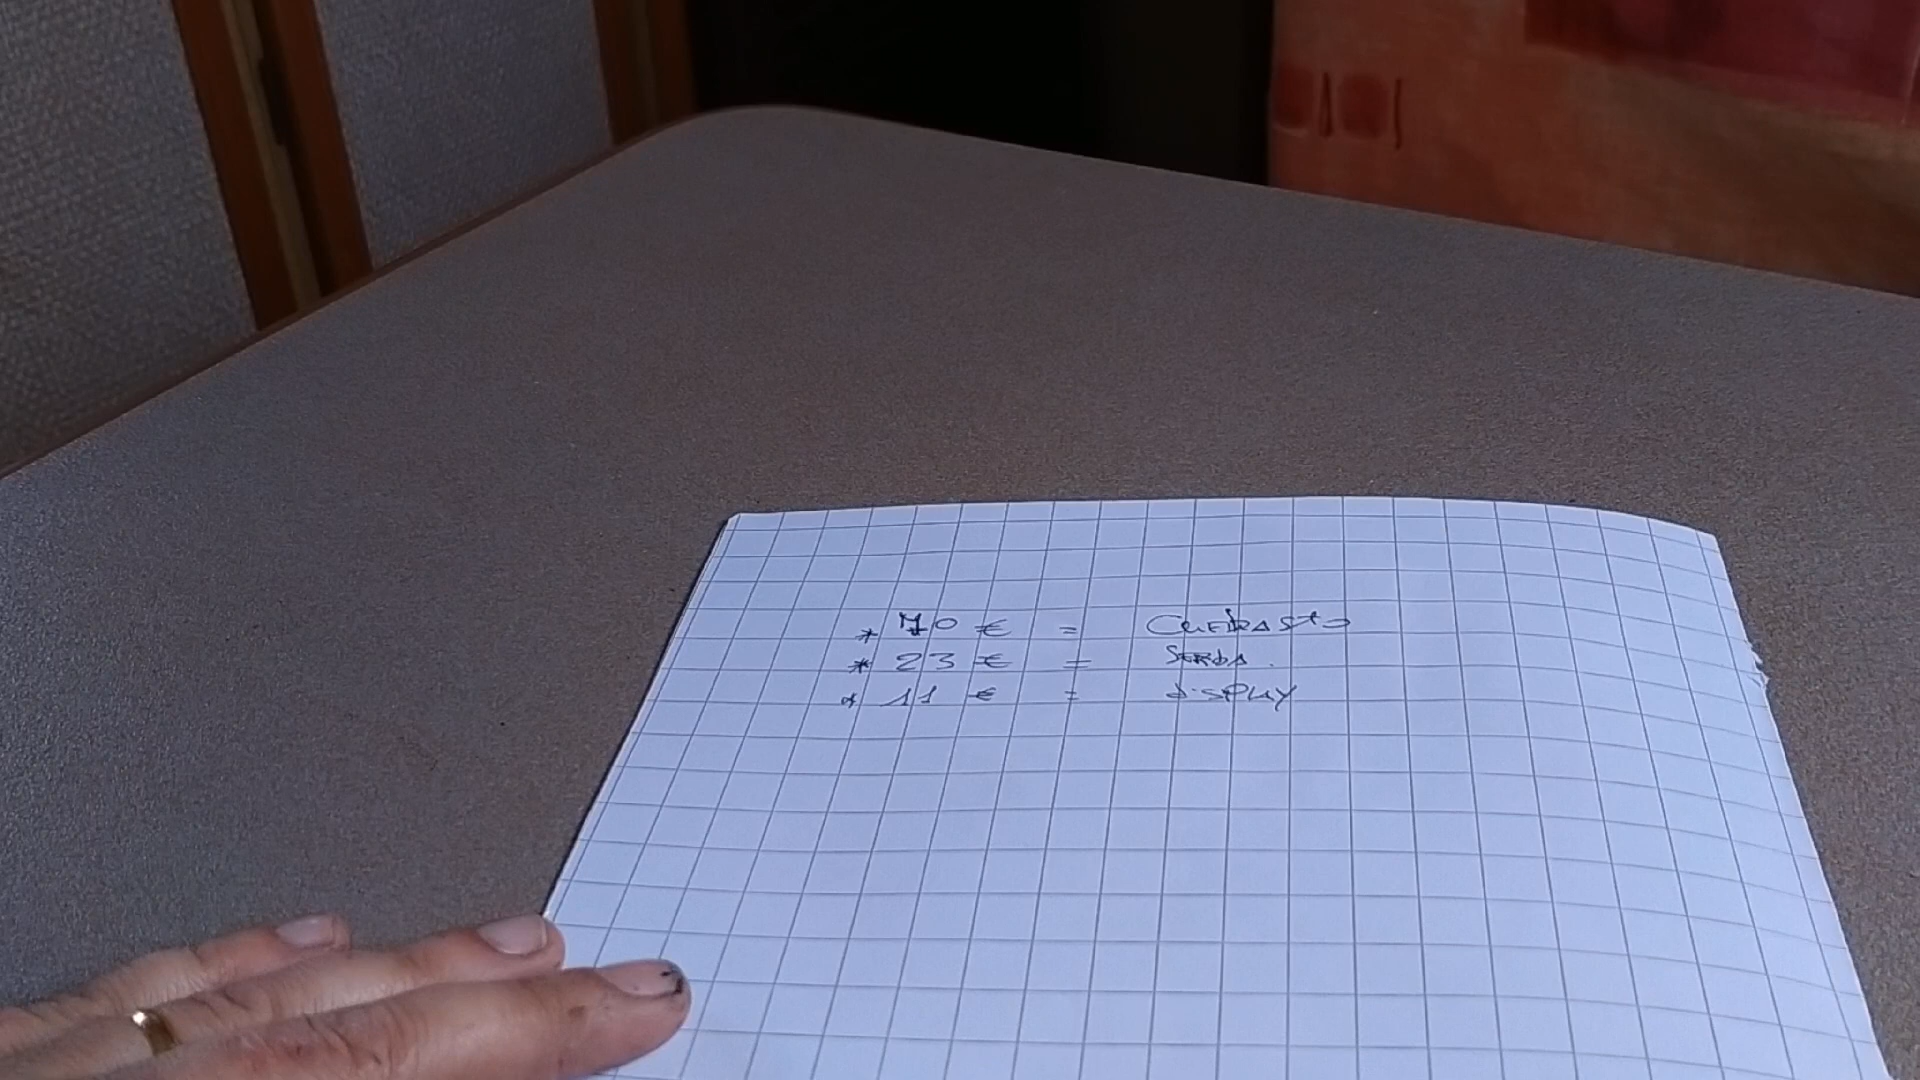 * 70 € =
* 23 € =
* 11 € = DISPLAY